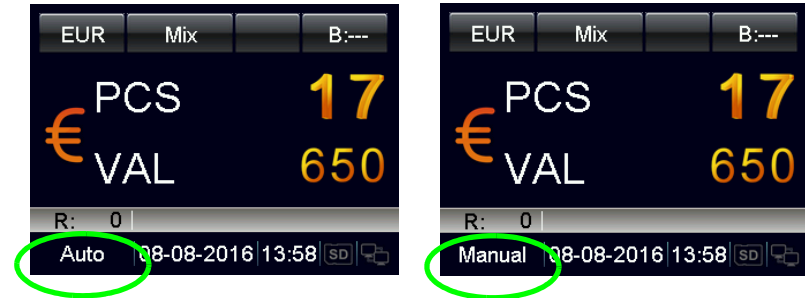 EUR Mix B:---
€ PCS 17
VAL 650
R: 0
Auto 08-08-2016 13:58 SD
EUR Mix B:---
€ PCS 17
VAL 650
R: 0
Manual 08-08-2016 13:58 SD